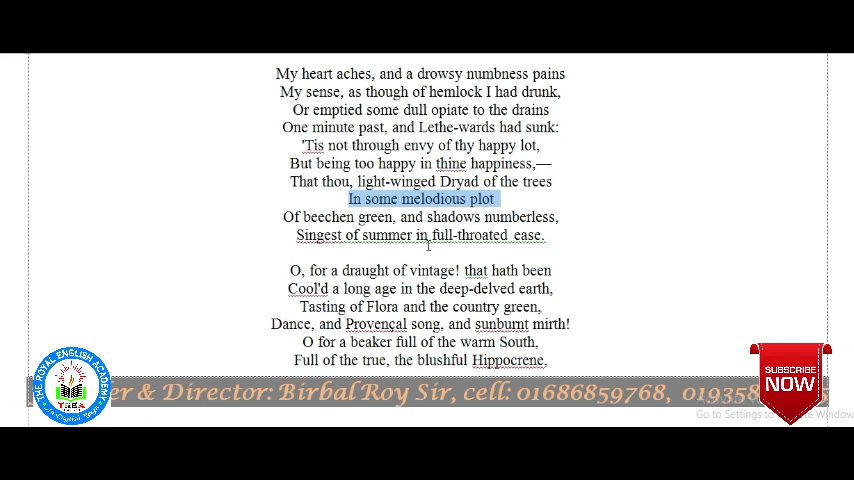 My heart aches, and a drowsy numbness pains
My sense, as though of hemlock I had drunk,
Or emptied some dull opiate to the drains
One minute past, and Lethe-wards had sunk:
'Tis not through envy of thy happy lot,
But being too happy in thine happiness,—
That thou, light-winged Dryad of the trees
In some melodious plot
Of beechen green, and shadows numberless,
Singest of summer in full-throated ease.
O, for a draught of vintage! that hath been
Cool'd a long age in the deep-delved earth,
Tasting of Flora and the country green,
Dance, and Provençal song, and sunburnt mirth!
O for a beaker full of the warm South,
Full of the true, the blushful Hippocrene,
THE ROYAL ENGLISH ACADEMY
& Director: Birbal Roy Sir, cell: 01686859768,
SUBSCRIBE
NOW
Go to Settings to Window